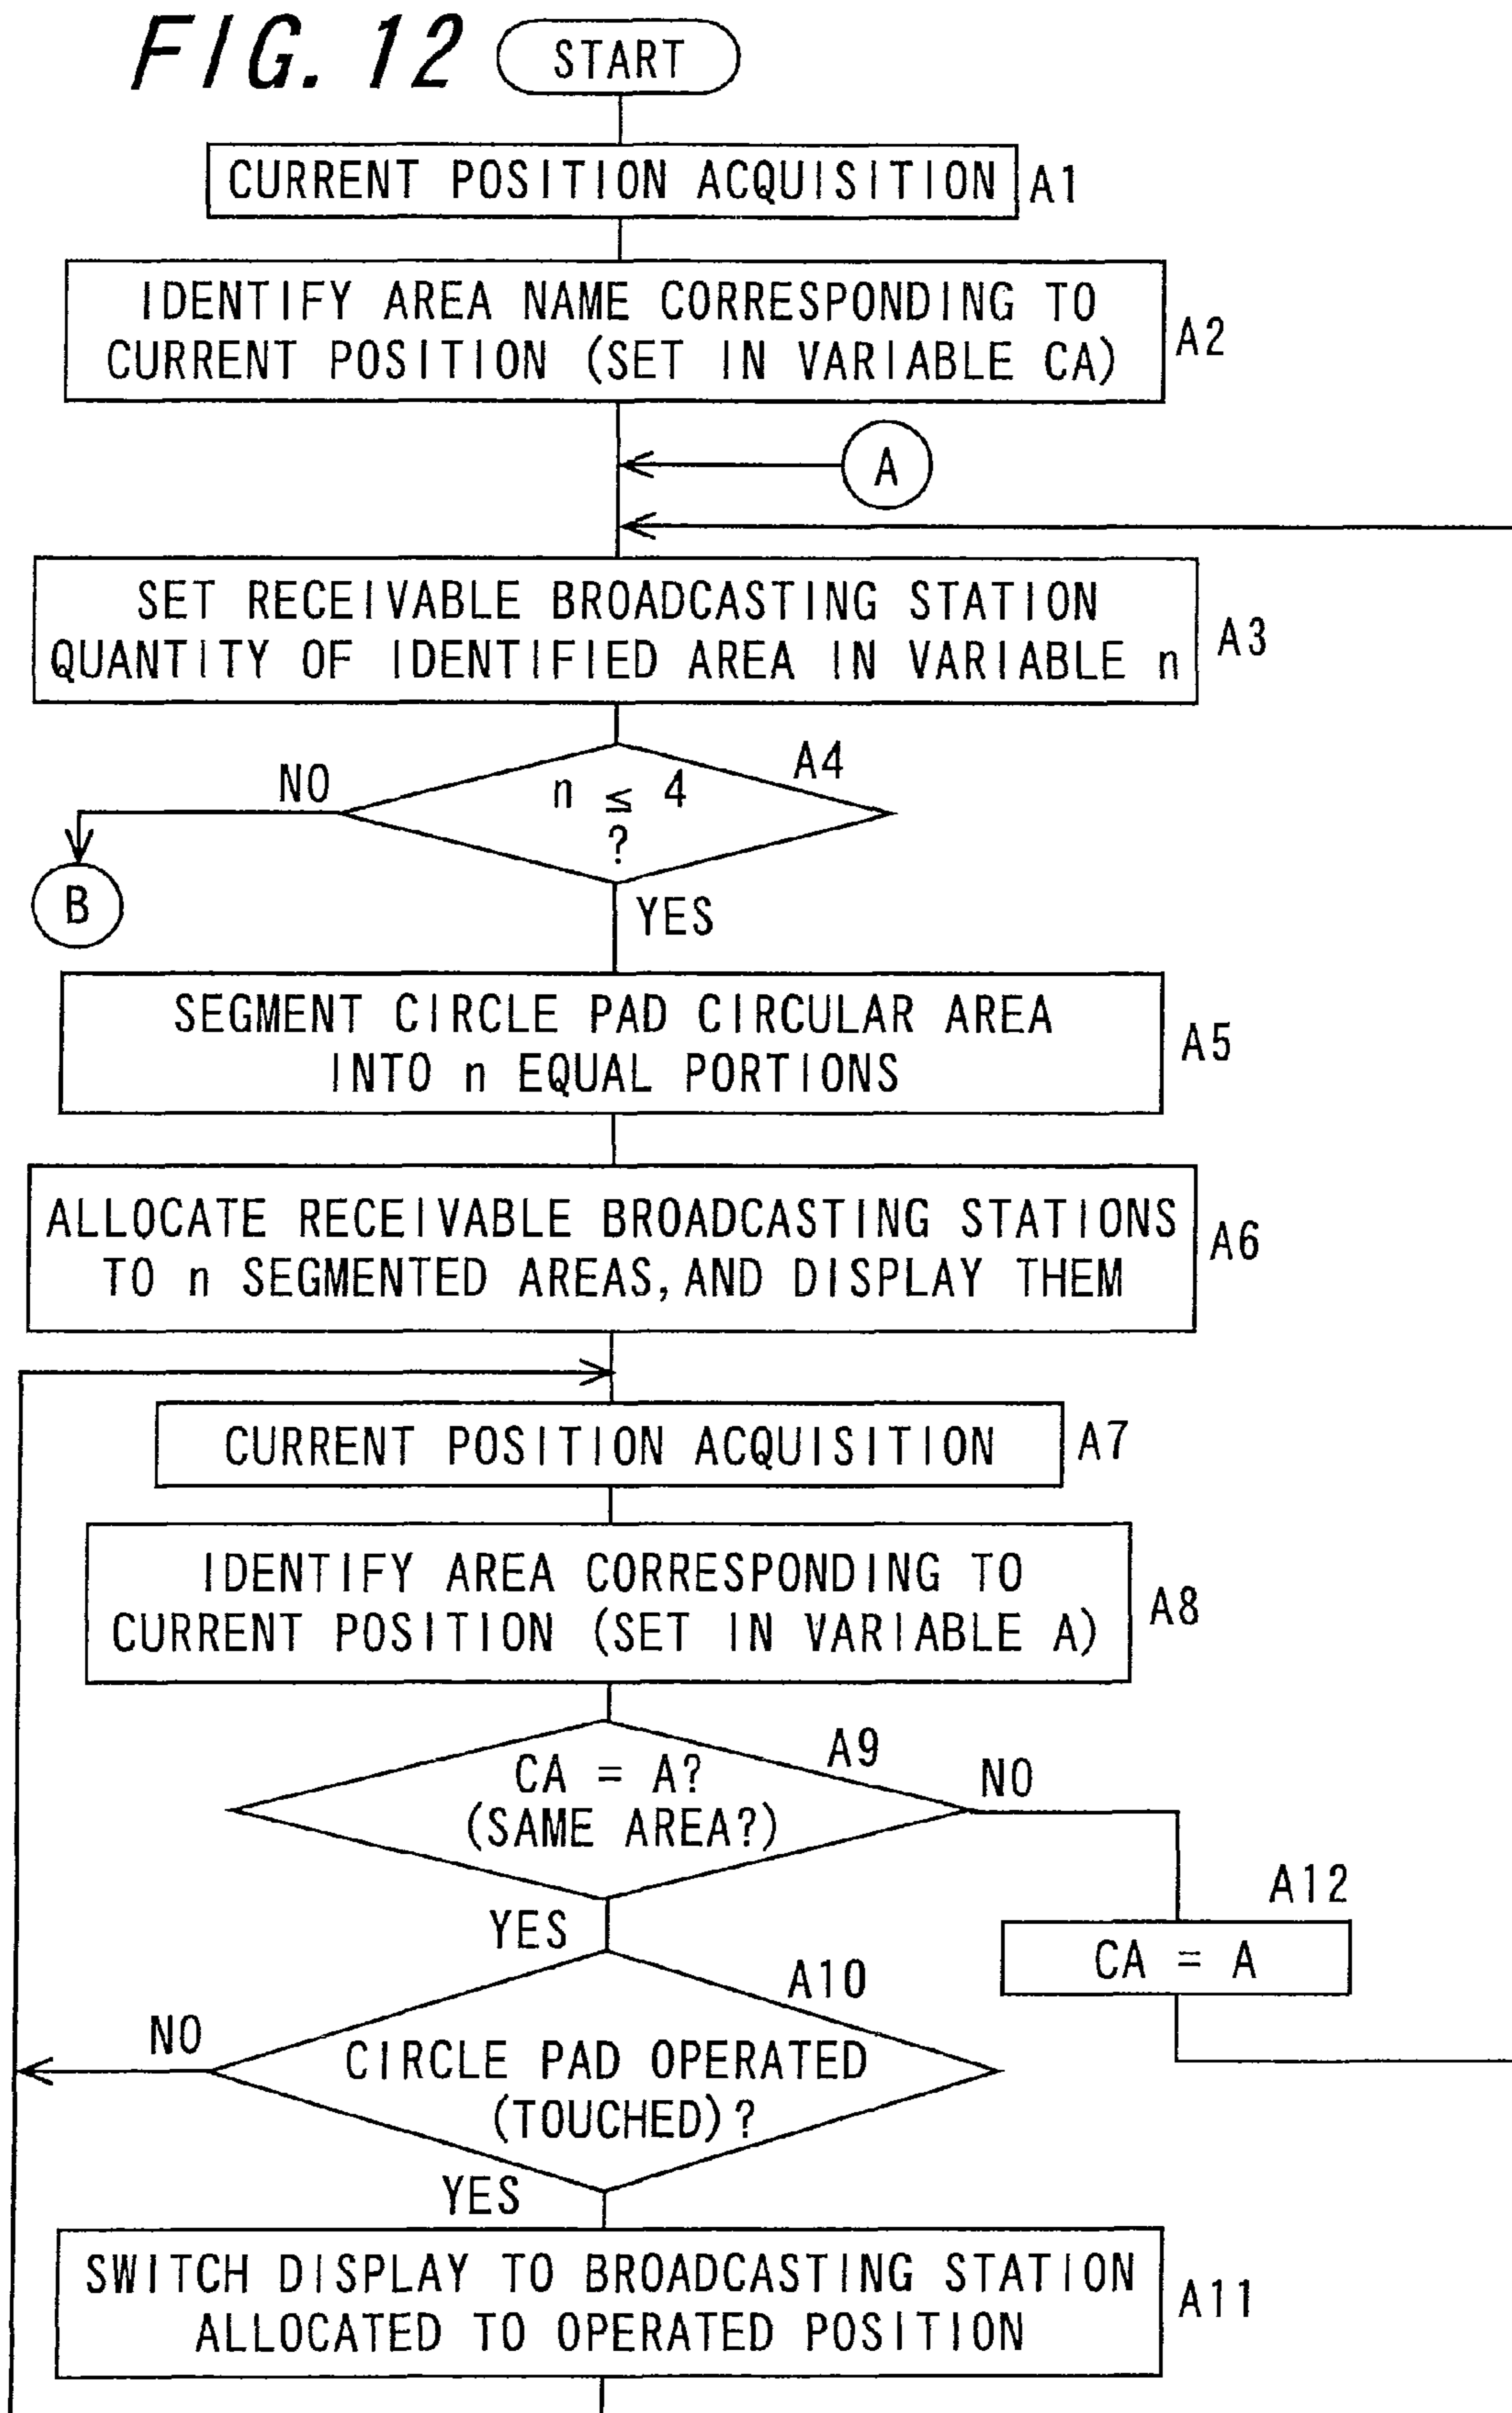 FIG. 12
START
CURRENT POSITION ACQUISITION
A1
IDENTIFY AREA NAME CORRESPONDING TO
CURRENT POSITION (SET IN VARIABLE CA)
A2
A
SET RECEIVABLE BROADCASTING STATION
QUANTITY OF IDENTIFIED AREA IN VARIABLE n
A3
A4
NO
n ≦ 4
?
B
YES
SEGMENT CIRCLE PAD CIRCULAR AREA
INTO n EQUAL PORTIONS
A5
ALLOCATE RECEIVABLE BROADCASTING STATIONS
TO n SEGMENTED AREAS, AND DISPLAY THEM
A6
CURRENT POSITION ACQUISITION
A7
IDENTIFY AREA CORRESPONDING TO
CURRENT POSITION (SET IN VARIABLE A)
A8
A9
CA = A?
(SAME AREA?)
NO
A12
YES
CA = A
A10
NO
CIRCLE PAD OPERATED
(TOUCHED)?
YES
SWITCH DISPLAY TO BROADCASTING STATION
ALLOCATED TO OPERATED POSITION
A11